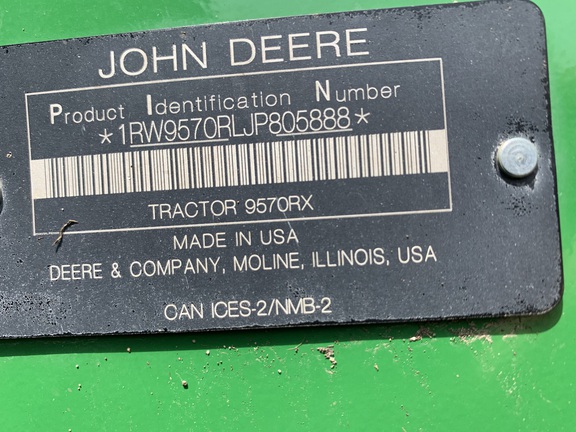 JOHN DEERE
Product Identification Number
*1RW9570RLJP805888*
TRACTOR 9570RX
MADE IN USA
DEERE & COMPANY, MOLINE, ILLINOIS, USA
CAN ICES-2/NMB-2